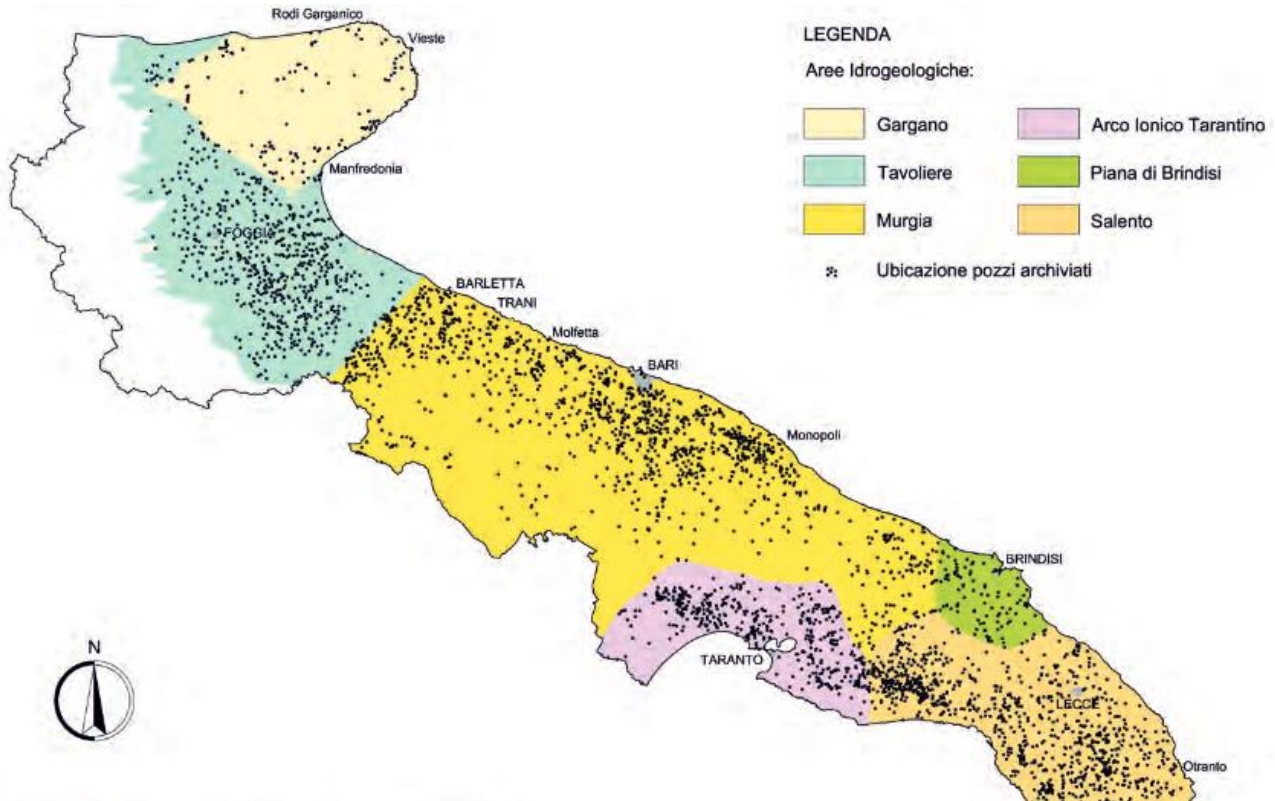 Rodi Garganico
Vieste
Manfredonia
FOGGIA
BARLETTA
TRANI
Molfetta
BARI
Monopoli
BRINDISI
TARANTO
LECCE
Otranto
N
LEGENDA
Aree Idrogeologiche:
Gargano
Arco Ionico Tarantino
Tavoliere
Piana di Brindisi
Murgia
Salento
Ubicazione pozzi archiviati